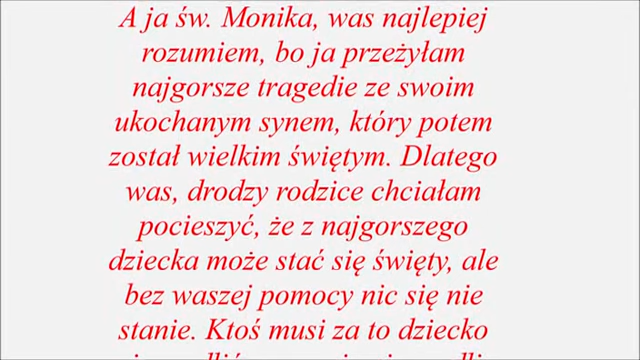 A ja św. Monika, was najlepiej
rozumiem, bo ja przeżyłam
najgorsze tragedie ze swoim
ukochanym synem, który potem
został wielkim świętym. Dlatego
was, drodzy rodzice chciałam
pocieszyć, że z najgorszego
dziecka może stać się święty, ale
bez waszej pomocy nic się nie
stanie. Ktoś musi za to dziecko